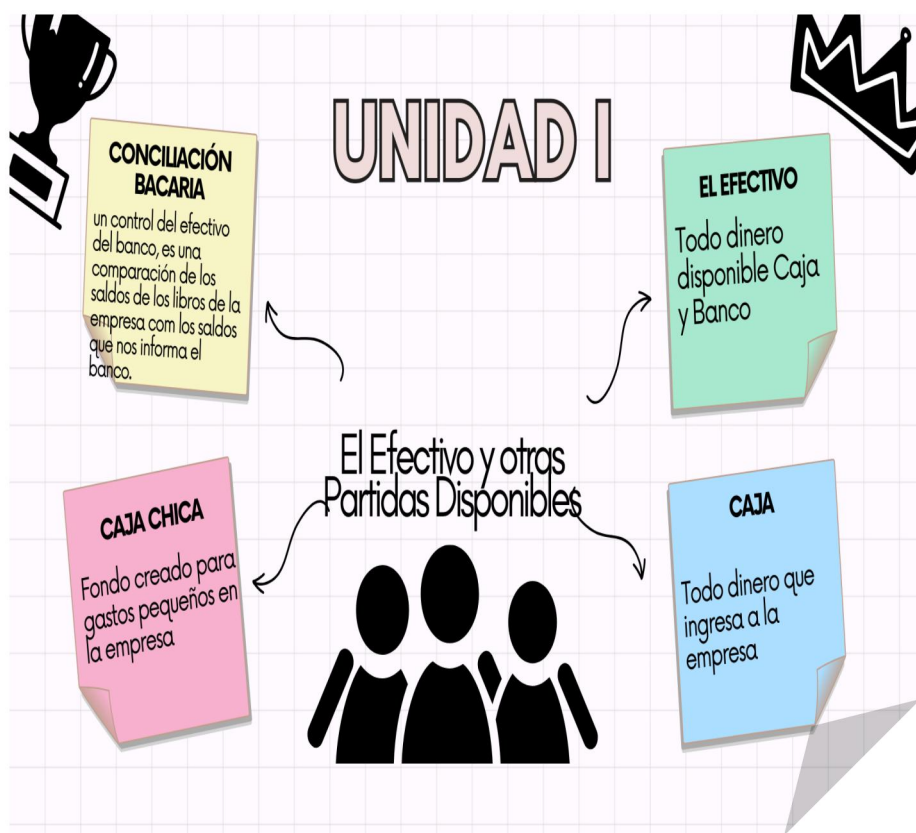 UNIDAD I
CONCILIACIÓN
BACARIA
un control del efectivo
del banco, es una
comparación de los
saldos de los libros de la
empresa com los saldos
que nos informa el
banco.
EL EFECTIVO
Todo dinero
disponible Caja
y Banco
El Efectivo y otras
Partidas Disponibles
CAJA CHICA
Fondo creado para
gastos pequeños en
la empresa
CAJA
Todo dinero que
ingresa a la
empresa